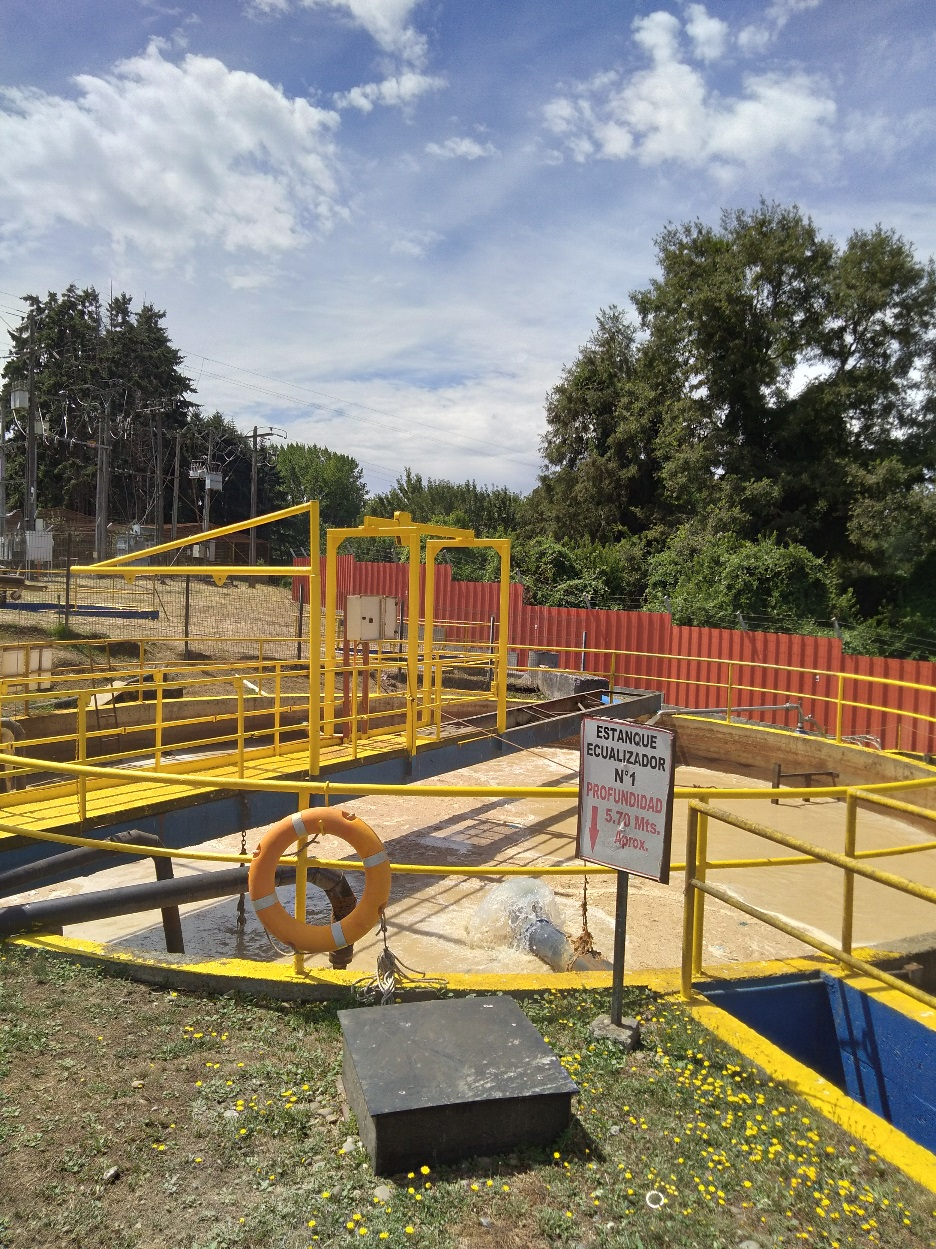 ESTANQUE
ECUALIZADOR
N°1
PROFUNDIDAD
5.70 Mts.
Aprox.